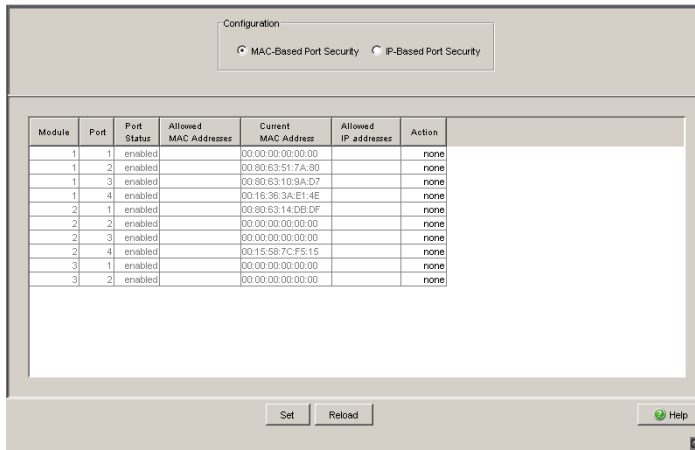 Configuration
MAC-Based Port Security IP-Based Port Security
Module Port Port Status Allowed MAC Addresses Current MAC Address Allowed IP addresses Action
1 1 enabled 00:00:00:00:00:00 none
1 2 enabled 00:80:63:51:7A:80 none
1 3 enabled 00:80:63:10:9A:D7 none
1 4 enabled 00:16:36:3A:E1:4E none
2 1 enabled 00:80:63:14:DB:DF none
2 2 enabled 00:00:00:00:00:00 none
2 3 enabled 00:00:00:00:00:00 none
2 4 enabled 00:15:58:7C:F5:15 none
3 1 enabled 00:00:00:00:00:00 none
3 2 enabled 00:00:00:00:00:00 none
Set Reload Help